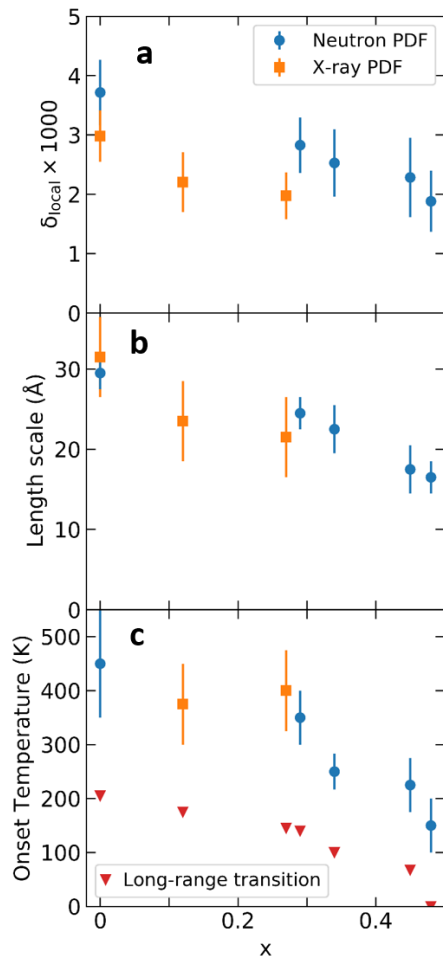 a
Neutron PDF
X-ray PDF
5
4
3
2
1
0
δlocal × 1000
b
30
20
10
0
Length scale (Å)
c
500
400
300
200
100
0
Onset Temperature (K)
Long-range transition
0
0.2
0.4
x